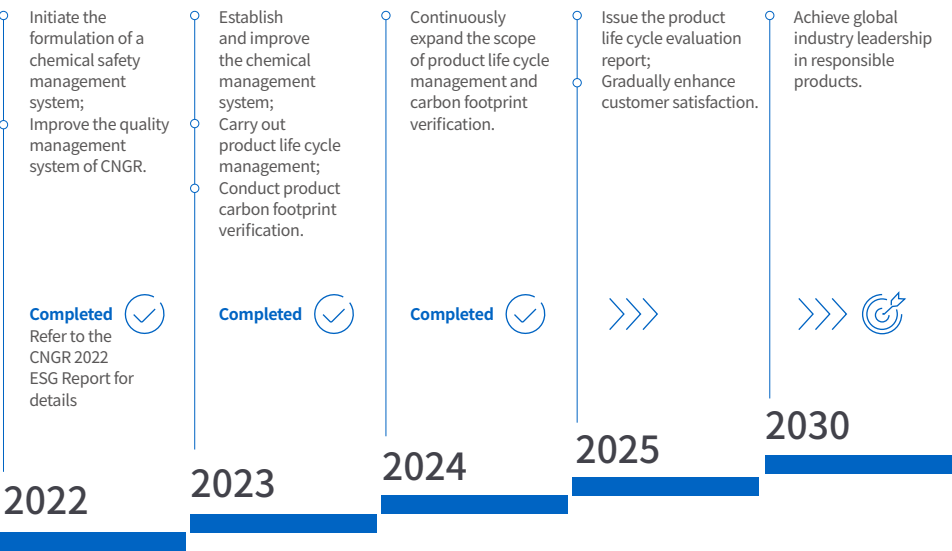 Initiate the
formulation of a
chemical safety
management
system;
Improve the quality
management
system of CNGR.
Completed
Refer to the
CNGR 2022
ESG Report for
details
2022
Establish
and improve
the chemical
management
system;
Carry out
product life cycle
management;
Conduct product
carbon footprint
verification.
Completed
2023
Continuously
expand the scope
of product life cycle
management and
carbon footprint
verification.
Completed
2024
Issue the product
life cycle evaluation
report;
Gradually enhance
customer satisfaction.
2025
Achieve global
industry leadership
in responsible
products.
2030